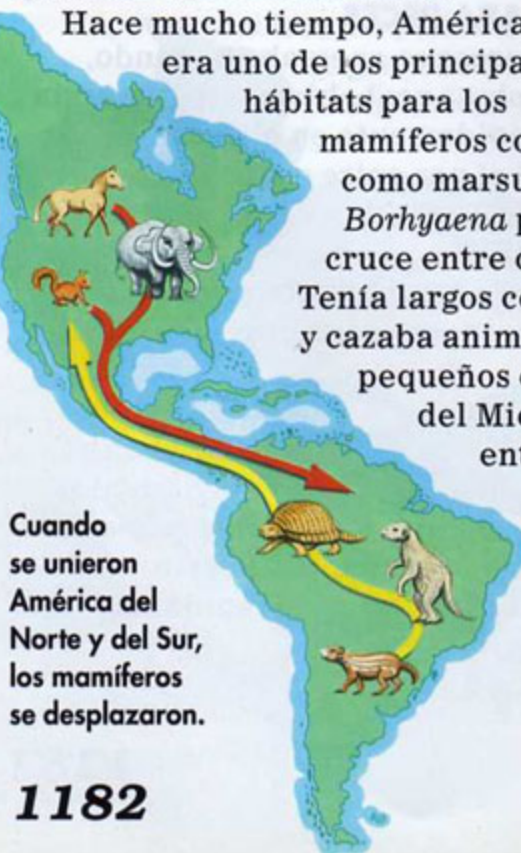 Hace mucho tiempo, América
era uno de los principa
hábitats para los
mamíferos co
como marsu
Borhyaena p
cruce entre
Tenía largos co
y cazaba anim
pequeños
del Mio
ent
Cuando
se unieron
América del
Norte y del Sur,
los mamíferos
se desplazaron.
1182